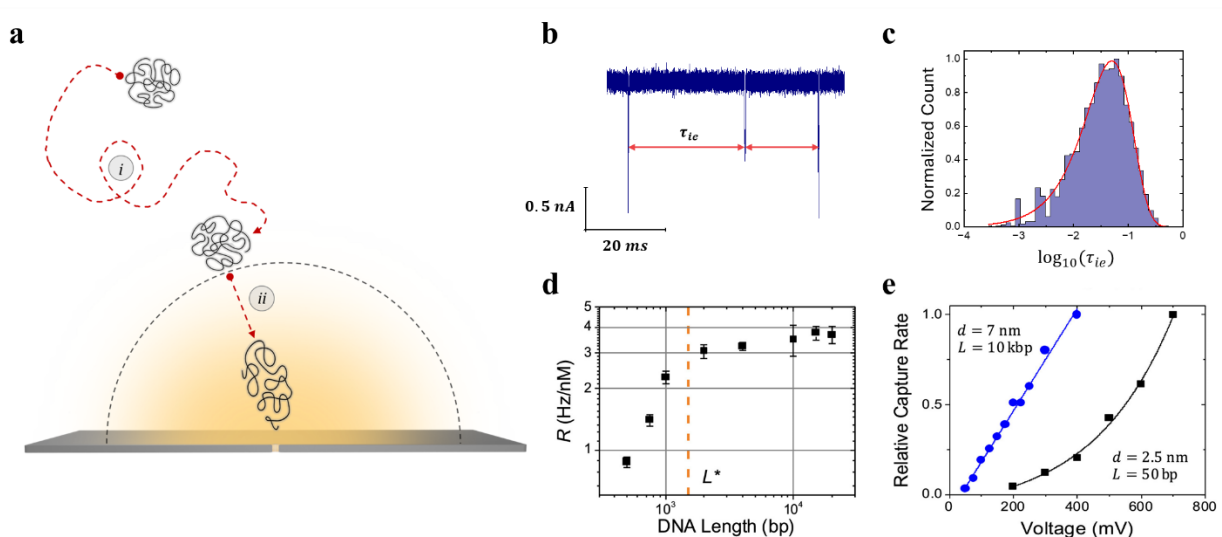 a
i
ii
b
τ_ie
0.5 nA
20 ms
c
Normalized Count
1.0
0.8
0.6
0.4
0.2
0.0
−4 −3 −2 −1 0
log₁₀(τ_ie)
d
R (Hz/nM)
5
4
3
2
1
L*
10³ 10⁴
DNA Length (bp)
e
Relative Capture Rate
1.0
0.5
0.0
d = 7 nm
L = 10 kbp
d = 2.5 nm
L = 50 bp
200 400 600 800
Voltage (mV)